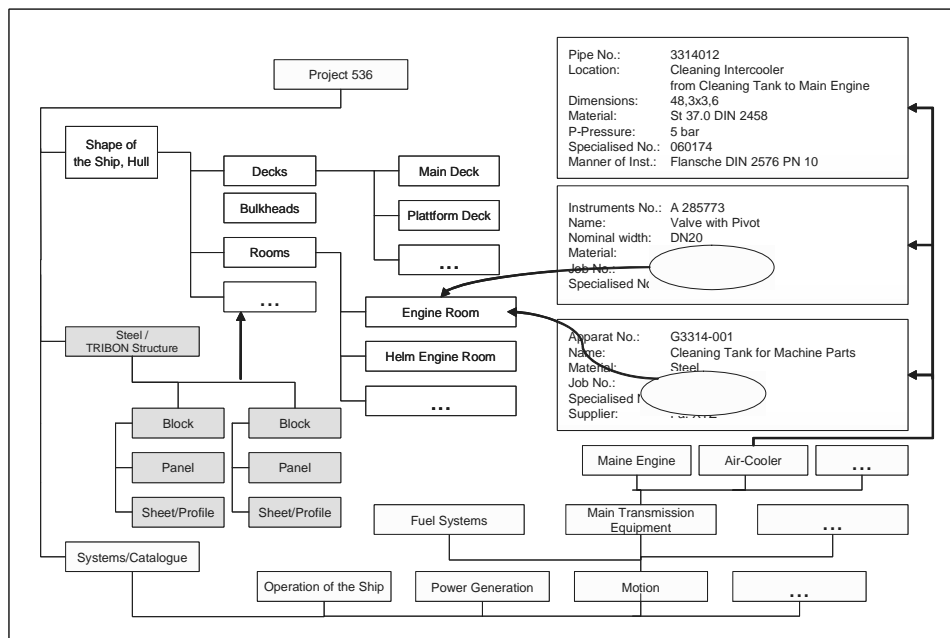 Project 536
Pipe No.: 3314012
Location: Cleaning Intercooler
from Cleaning Tank to Main Engine
Dimensions: 48,3x3,6
Material: St 37.0 DIN 2458
P-Pressure: 5 bar
Specialised No.: 060174
Manner of Inst.: Flansche DIN 2576 PN 10
Shape of
the Ship, Hull
Decks
Main Deck
Bulkheads
Plattform Deck
Rooms
...
...
Instruments No.: A 285773
Name: Valve with Pivot
Nominal width: DN20
Material:
Job No.:
Specialised
Engine Room
Helm Engine Room
...
Apparat No.: G3314-001
Name: Cleaning Tank for Machine Parts
Material: Steel
Job No.:
Specialised
Supplier:
Steel /
TRIBON Structure
Block
Block
Panel
Panel
Sheet/Profile
Sheet/Profile
Maine Engine
Air-Cooler
...
Fuel Systems
Main Transmission
Equipment
...
Systems/Catalogue
Operation of the Ship
Power Generation
Motion
...